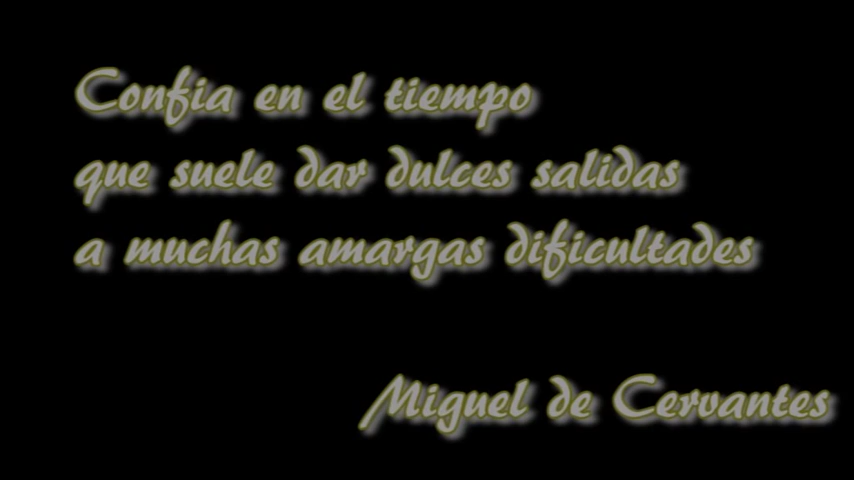 Confia en el tiempo
que suele dar dulces salidas
a muchas amargas dificultades
Miguel de Cervantes